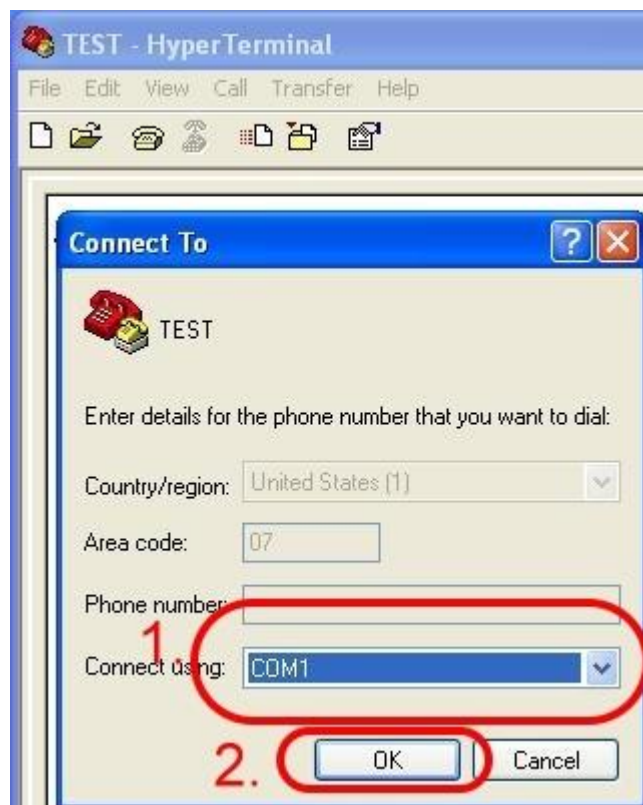 TEST - HyperTerminal
File Edit View Call Transfer Help
Connect To
TEST
Enter details for the phone number that you want to dial:
Country/region: United States (1)
Area code: 07
Phone number:
1.
Connect using: COM1
2. OK Cancel